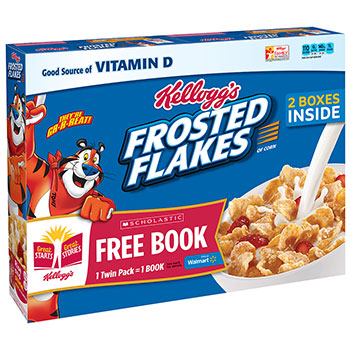 Good Source of VITAMIN D
110
THEY'RE
GR-R-REAT!
Kellogg's
FROSTED
FLAKES
OF CORN
2 BOXES
INSIDE
Great
STARTS
Great
STORIES
Kellogg's
SCHOLASTIC
FREE BOOK
1 Twin Pack = 1 BOOK
Walmart